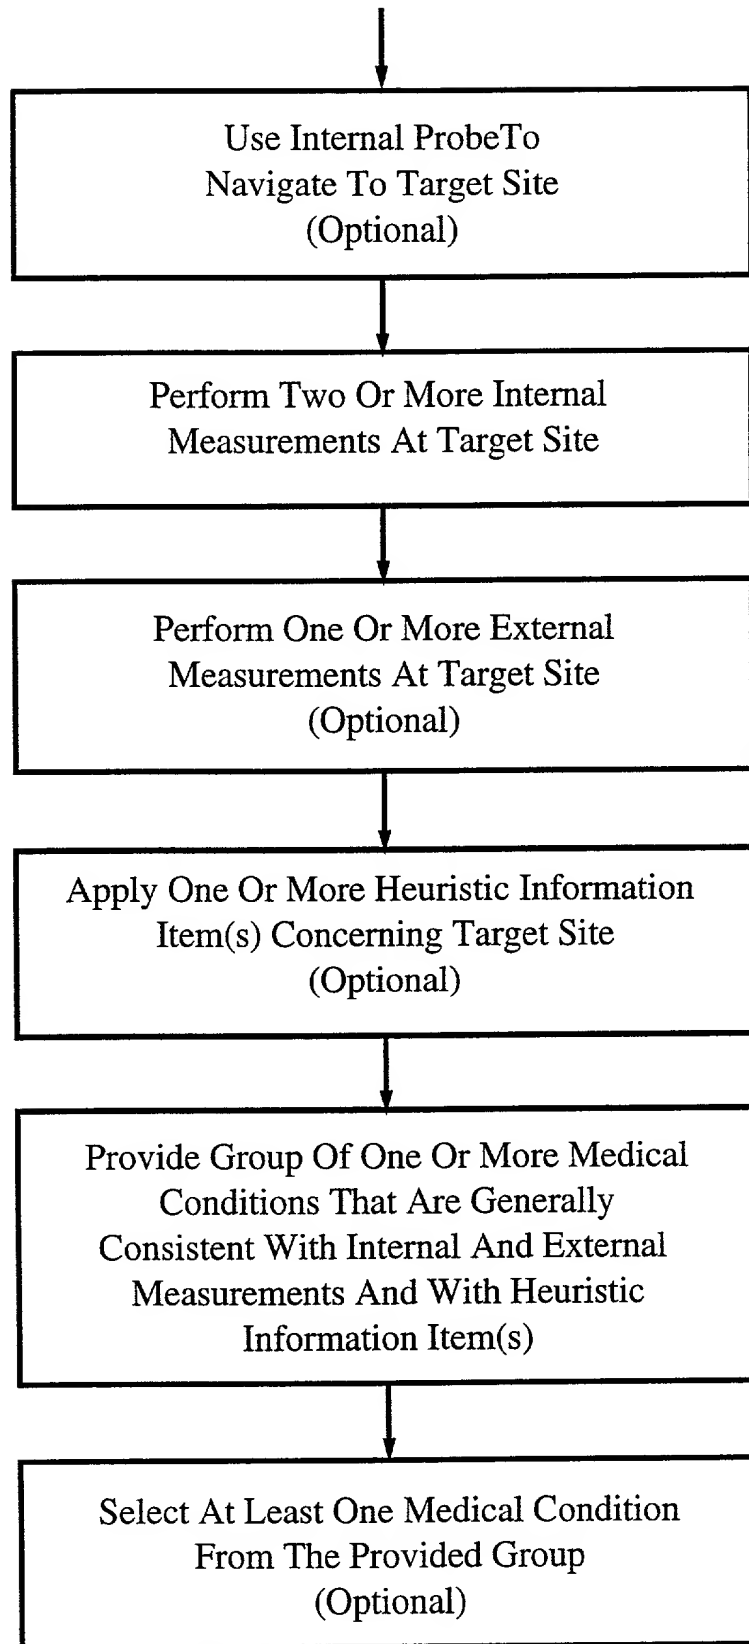 Use Internal ProbeTo
Navigate To Target Site
(Optional)
Perform Two Or More Internal
Measurements At Target Site
Perform One Or More External
Measurements At Target Site
(Optional)
Apply One Or More Heuristic Information
Item(s) Concerning Target Site
(Optional)
Provide Group Of One Or More Medical
Conditions That Are Generally
Consistent With Internal And External
Measurements And With Heuristic
Information Item(s)
Select At Least One Medical Condition
From The Provided Group
(Optional)